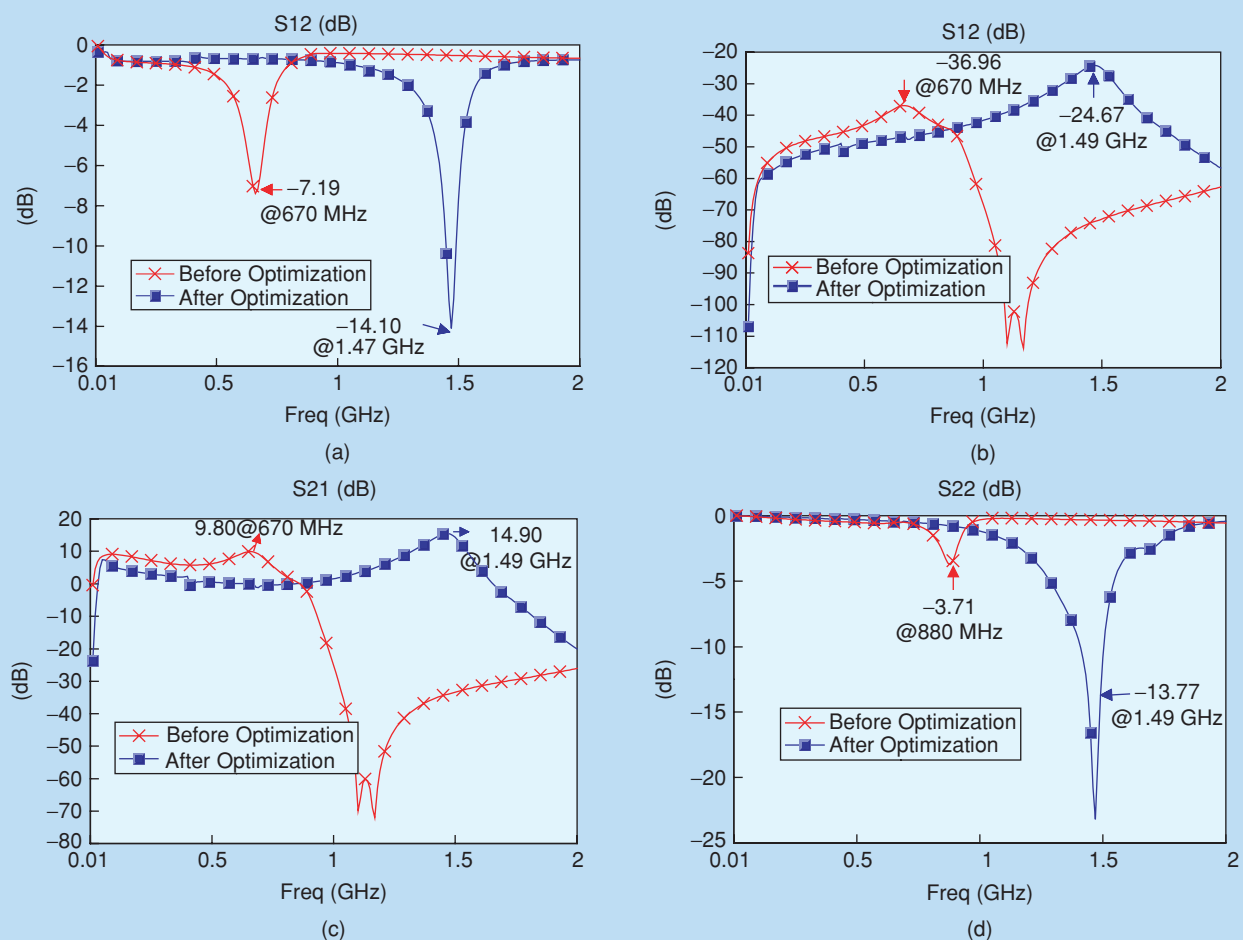 S12 (dB)
0
−2
−4
−6
−8
−10
−12
−14
−16
(dB)
−7.19
@670 MHz
Before Optimization
After Optimization
−14.10
@1.47 GHz
0.01 0.5 1 1.5 2
Freq (GHz)
(a)
S12 (dB)
−20
−30
−40
−50
−60
−70
−80
−90
−100
−110
−120
(dB)
−36.96
@670 MHz
−24.67
@1.49 GHz
Before Optimization
After Optimization
0.01 0.5 1 1.5 2
Freq (GHz)
(b)
S21 (dB)
20
10
0
−10
−20
−30
−40
−50
−60
−70
−80
(dB)
9.80@670 MHz
14.90
@1.49 GHz
Before Optimization
After Optimization
0.01 0.5 1 1.5 2
Freq (GHz)
(c)
S22 (dB)
0
−5
−10
−15
−20
−25
(dB)
−3.71
@880 MHz
−13.77
@1.49 GHz
Before Optimization
After Optimization
0.01 0.5 1 1.5 2
Freq (GHz)
(d)